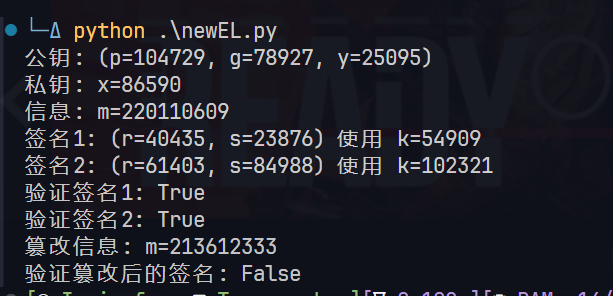 python .\newEL.py
公钥: (p=104729, g=78927, y=25095)
私钥: x=86590
信息: m=220110609
签名1: (r=40435, s=23876) 使用 k=54909
签名2: (r=61403, s=84988) 使用 k=102321
验证签名1: True
验证签名2: True
篡改信息: m=213612333
验证篡改后的签名: False